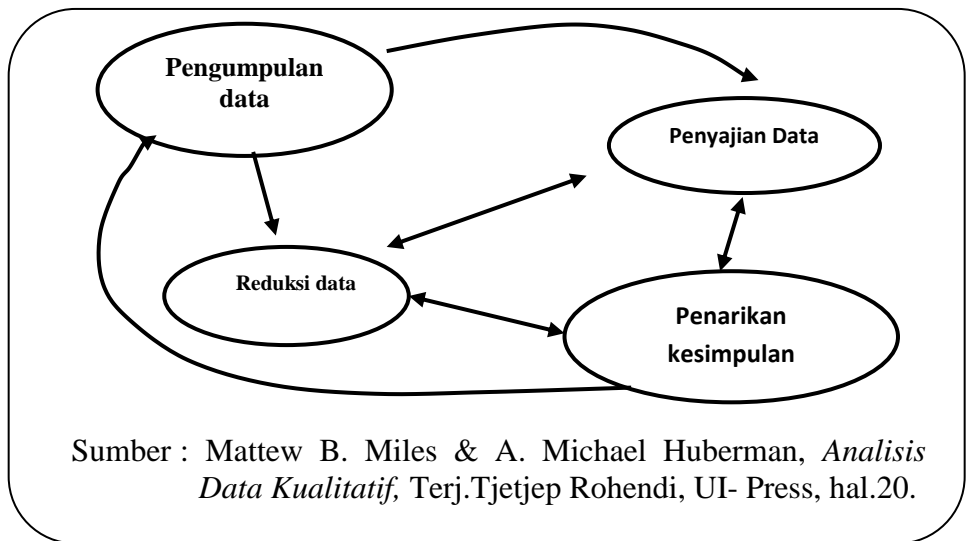 Pengumpulan
data
Penyajian Data
Reduksi data
Penarikan
kesimpulan
Sumber : Mattew B. Miles & A. Michael Huberman, Analisis
Data Kualitatif, Terj.Tjetjep Rohendi, UI- Press, hal.20.